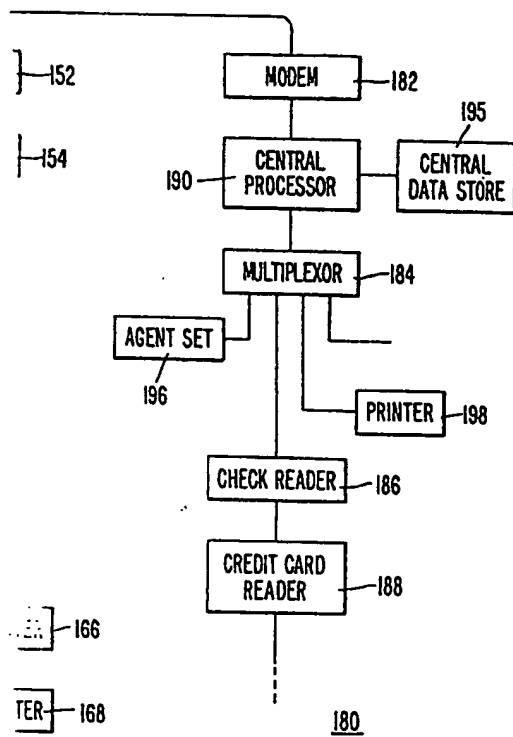 152
MODEM
182
195
154
190
CENTRAL
PROCESSOR
CENTRAL
DATA STORE
MULTIPLEXOR
184
AGENT SET
196
PRINTER
198
CHECK READER
186
CREDIT CARD
READER
188
166
TER
168
180